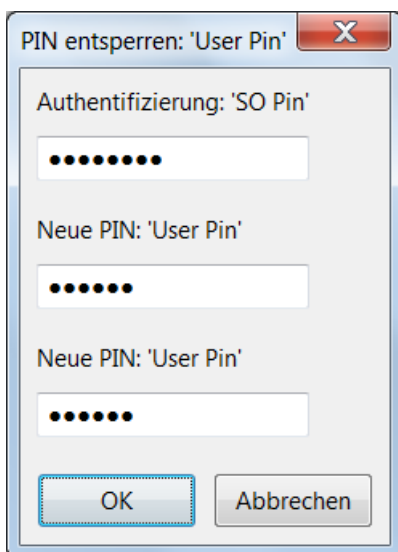 PIN entsperren: 'User Pin'
Authentifizierung: 'SO Pin'
●●●●●●●●
Neue PIN: 'User Pin'
●●●●●●
Neue PIN: 'User Pin'
●●●●●●
OK Abbrechen